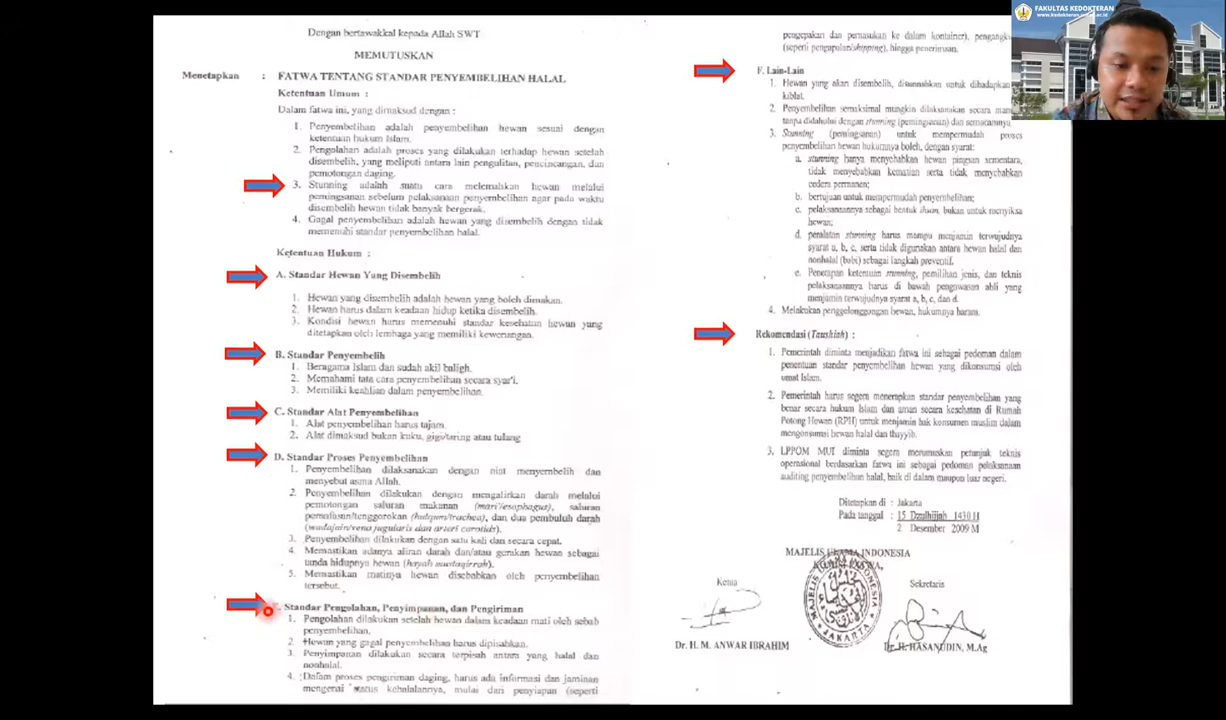 Dengan bertawakkal kepada Allah SWT
MEMUTUSKAN
Menetapkan : FATWA TENTANG STANDAR PENYEMBELIHAN HALAL
Ketentuan Umum :
Dalam fatwa ini, yang dimaksud dengan :
1. Penyembelihan adalah penyembelihan hewan sesuai dengan
ketentuan hukum Islam.
2. Pengolahan adalah proses yang dilakukan terhadap hewan setelah
disembelih, yang meliputi antara lain pengulitan, pencincangan, dan
pemotongan daging.
3. Stunning adalah suatu cara melemahkan hewan melalui
pemingsanan sebelum pelaksanaan penyembelihan agar pada waktu
disembelih hewan tidak banyak bergerak.
4. Gagal penyembelihan adalah hewan yang disembelih dengan tidak
memenuhi standar penyembelihan halal.
Ketentuan Hukum :
A. Standar Hewan Yang Disembelih
1. Hewan yang disembelih adalah hewan yang boleh dimakan.
2. Hewan harus dalam keadaan hidup ketika disembelih.
3. Kondisi hewan harus memenuhi standar kesehatan hewan yang
ditetapkan oleh lembaga yang memiliki kewenangan.
B. Standar Penyembelih
1. Beragama Islam dan sudah akil baligh.
2. Memahami tata cara penyembelihan secara syar'i.
3. Memiliki keahlian dalam penyembelihan.
C. Standar Alat Penyembelihan
1. Alat penyembelihan harus tajam.
2. Alat dimaksud bukan kuku, gigi/taring atau tulang
D. Standar Proses Penyembelihan
1. Penyembelihan dilaksanakan dengan niat menyembelih dan
menyebut asma Allah.
2. Penyembelihan dilakukan dengan mengalirkan darah melalui
pemotongan saluran makanan (mari'/esophagus), saluran
pernafasan/tenggorokan (hulqum/trachea), dan dua pembuluh darah
(wadajain/vena jugularis dan arteri carotids).
3. Penyembelihan dilakukan dengan satu kali dan secara cepat.
4. Memastikan adanya aliran darah dan/atau gerakan hewan sebagai
tanda hidupnya hewan (hayah mustaqirrah).
5. Memastikan matinya hewan disebabkan oleh penyembelihan
tersebut.
Standar Pengolahan, Penyimpanan, dan Pengiriman
1. Pengolahan dilakukan setelah hewan dalam keadaan mati oleh sebab
penyembelihan.
2. Hewan yang gagal penyembelihan harus dipisahkan.
3. Penyimpanan dilakukan secara terpisah antara yang halal dan
nonhalal.
4. Dalam proses pengiriman daging, harus ada informasi dan jaminan
mengenai status kehalalannya, mulai dari penyiapan (seperti
pengepakan dan pemasukan ke dalam kontainer),
(seperti pengapalan/shipping), hingga penerimaan.
F. Lain-Lain
1. Hewan yang akan disembelih, disunnahkan untuk dihadapkan
kiblat.
2. Penyembelihan semaksimal mungkin dilaksanakan secara
tanpa didahului dengan stunning (pemingsanan) dan semacamnya
3. Stunning (pemingsanan) untuk mempermudah proses
penyembelihan hewan hukumnya boleh, dengan syarat:
a. stunning hanya menyebabkan hewan pingsan sementara,
tidak menyebabkan kematian serta tidak menyebabkan
cedera permanen;
b. bertujuan untuk mempermudah penyembelihan;
c. pelaksanaannya sebagai bentuk ihsan, bukan untuk menyiksa
hewan;
d. peralatan stunning harus mampu menjamin terwujudnya
syarat a, b, c, serta tidak digunakan antara hewan halal dan
nonhalal (babi) sebagai langkah preventif.
e. Penetapan ketentuan stunning, pemilihan jenis, dan teknis
pelaksanaannya harus di bawah pengawasan ahli yang
menjamin terwujudnya syarat a, b, c, dan d.
4. Melakukan penggelonggongan hewan, hukumnya haram.
Rekomendasi (Taushiah) :
1. Pemerintah diminta menjadikan fatwa ini sebagai pedoman dalam
penentuan standar penyembelihan hewan yang dikonsumsi oleh
umat Islam.
2. Pemerintah harus segera menerapkan standar penyembelihan yang
benar secara hukum Islam dan aman secara kesehatan di Rumah
Potong Hewan (RPH) untuk menjamin hak konsumen muslim dalam
mengonsumsi hewan halal dan thayyib.
3. LPPOM MUI diminta segera merumuskan petunjuk teknis
operasional berdasarkan fatwa ini sebagai pedoman pelaksanaan
auditing penyembelihan halal, baik di dalam maupun luar negeri.
Ditetapkan di : Jakarta
Pada tanggal : 15 Dzulhijjah 1430 H
2 Desember 2009 M
MAJELIS ULAMA INDONESIA
KOMISI FATWA,
Ketua
Sekretaris
MAJELIS ULAMA INDONESIA
JAKARTA
Dr. H. M. ANWAR IBRAHIM
Dr. H. HASANUDIN, M.Ag
FAKULTAS KEDOKTERAN